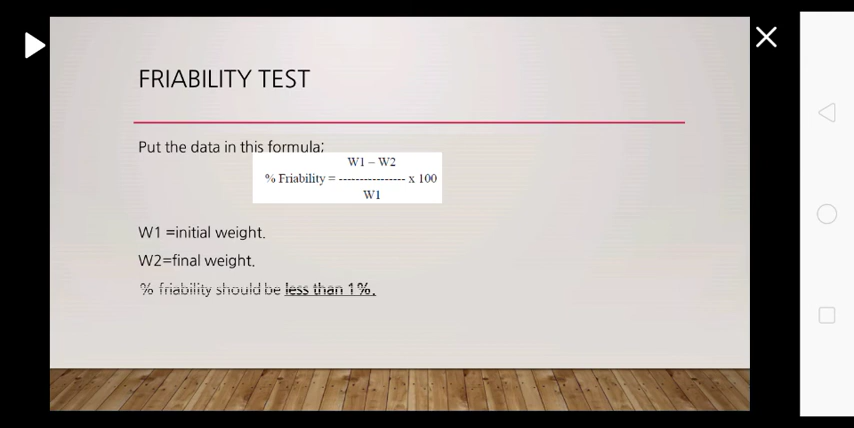 FRIABILITY TEST
Put the data in this formula;
W1 – W2
% Friability = ---------------- x 100
W1
W1 =initial weight.
W2=final weight.
% friability should be less than 1%.